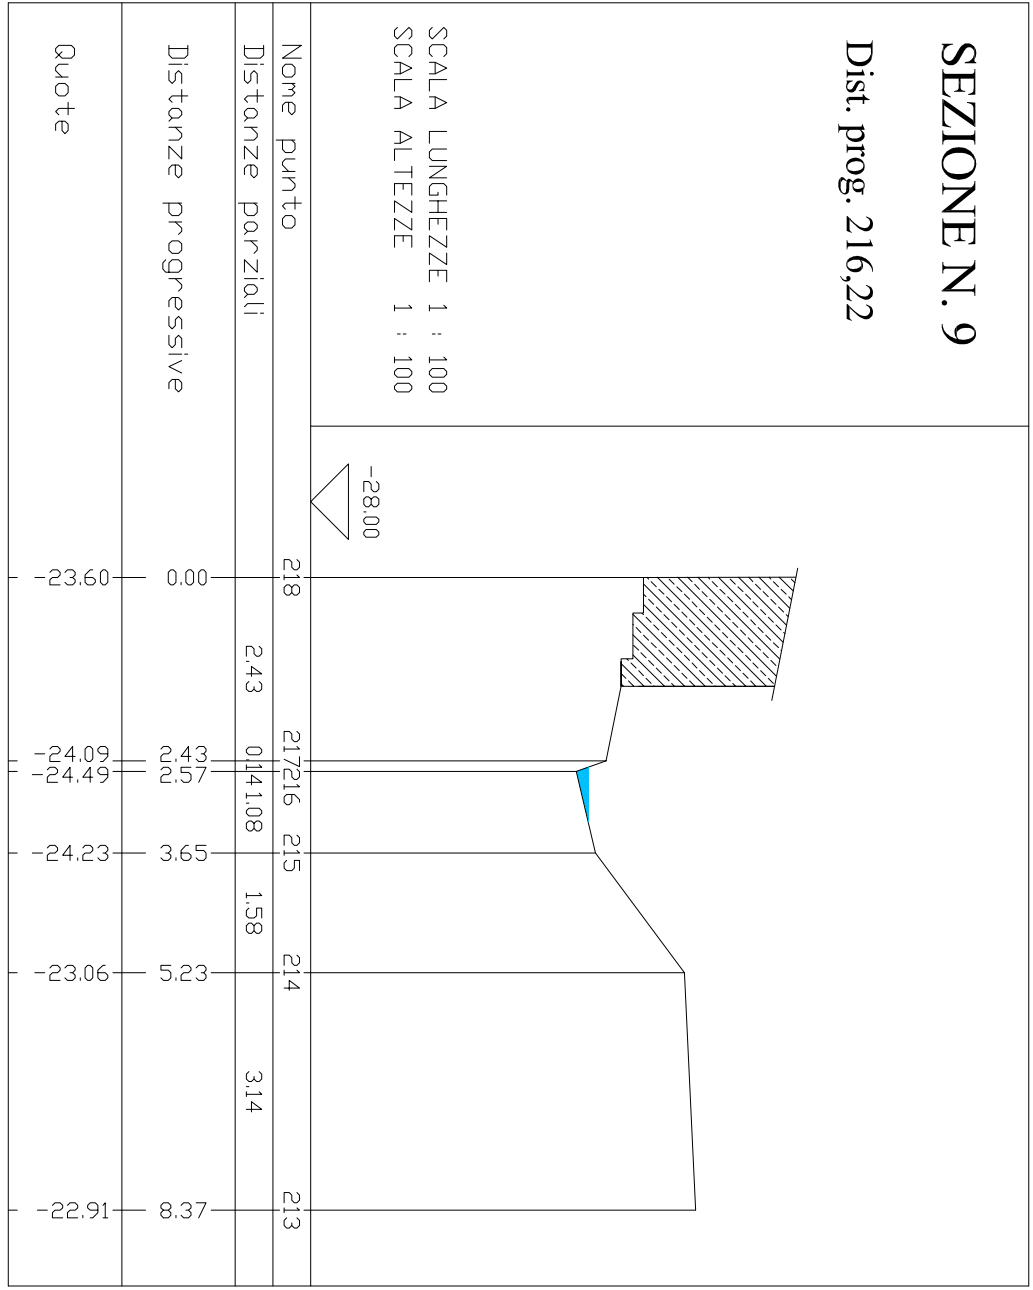 SEZIONE N. 9
Dist. prog. 216,22
SCALA LUNGHEZZE 1 : 100
SCALA ALTEZZE 1 : 100
-28.00
Nome punto 218 217 216 215 214 213
Distanze parziali 2.43 0.14 1.08 1.58 3.14
Distanze progressive 0.00 2.43 2.57 3.65 5.23 8.37
Quote -23.60 -24.09 -24.49 -24.23 -23.06 -22.91